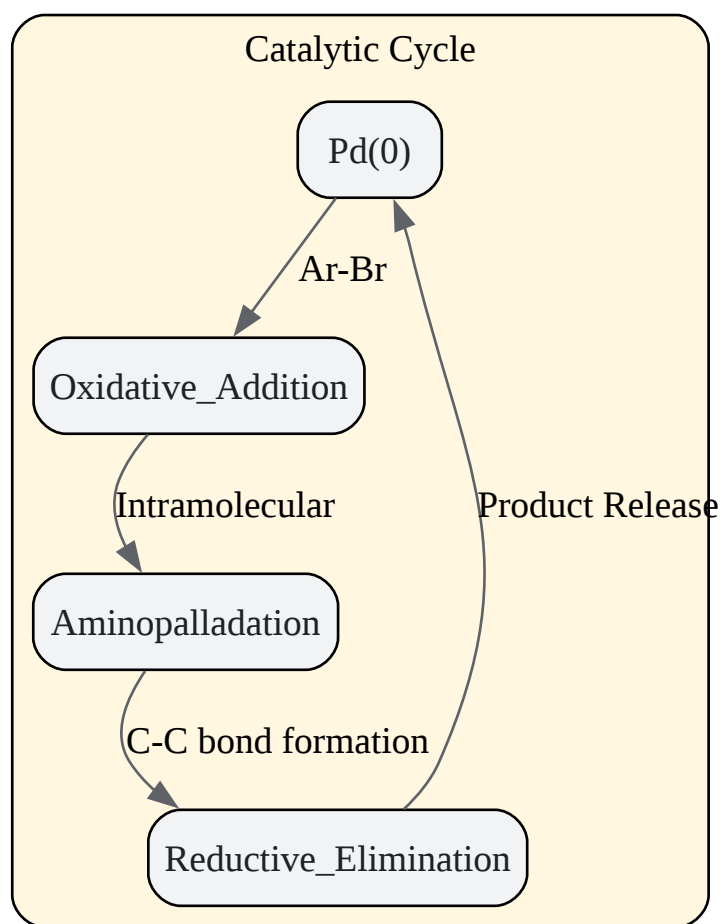 Catalytic Cycle
Pd(0)
Ar-Br
Oxidative_Addition
Intramolecular
Product Release
Aminopalladation
C-C bond formation
Reductive_Elimination